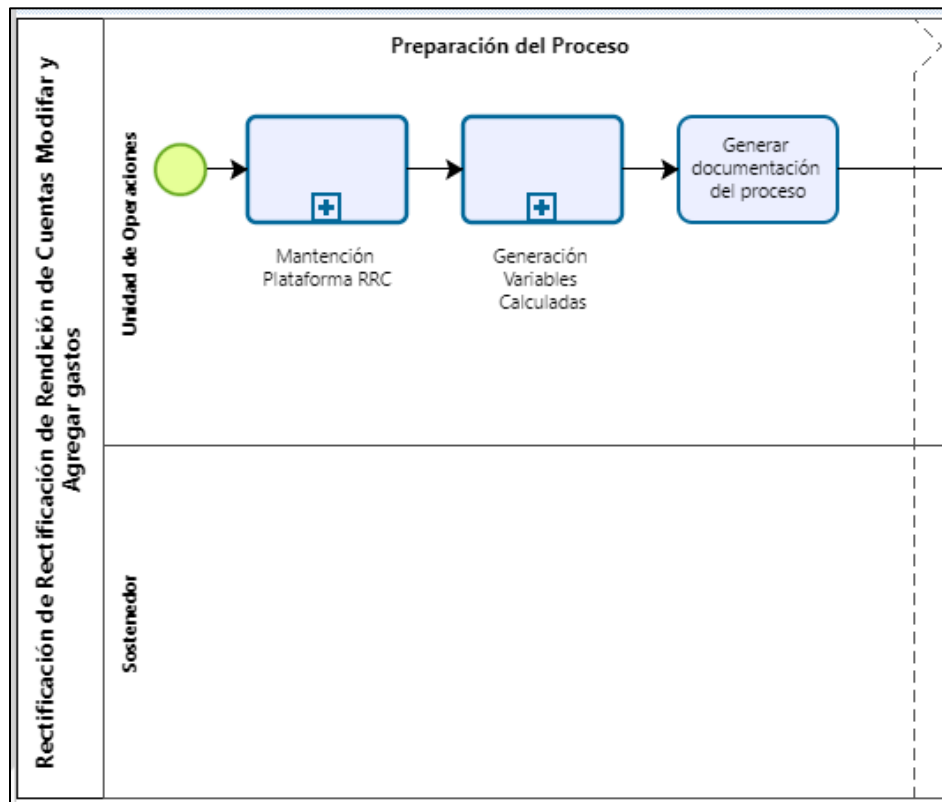 Rectificación de Rectificación de Rendición de Cuentas Modifar y
Agregar gastos
Preparación del Proceso
Unidad de Operaciones
Mantención
Plataforma RRC
Generación
Variables
Calculadas
Generar
documentación
del proceso
Sostenedor